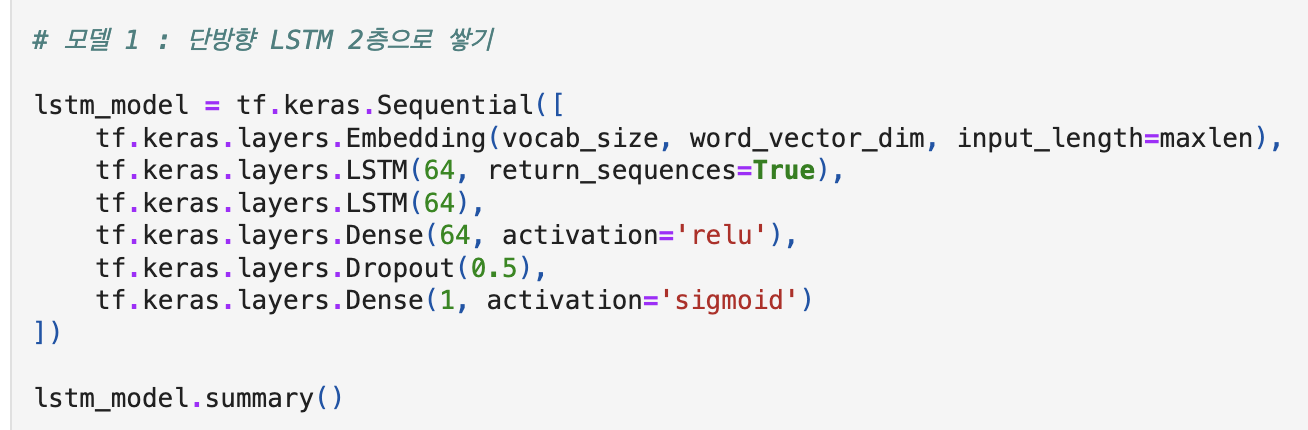 # 모델 1 : 단방향 LSTM 2층으로 쌓기
lstm_model = tf.keras.Sequential([
    tf.keras.layers.Embedding(vocab_size, word_vector_dim, input_length=maxlen),
    tf.keras.layers.LSTM(64, return_sequences=True),
    tf.keras.layers.LSTM(64),
    tf.keras.layers.Dense(64, activation='relu'),
    tf.keras.layers.Dropout(0.5),
    tf.keras.layers.Dense(1, activation='sigmoid')
])
lstm_model.summary()